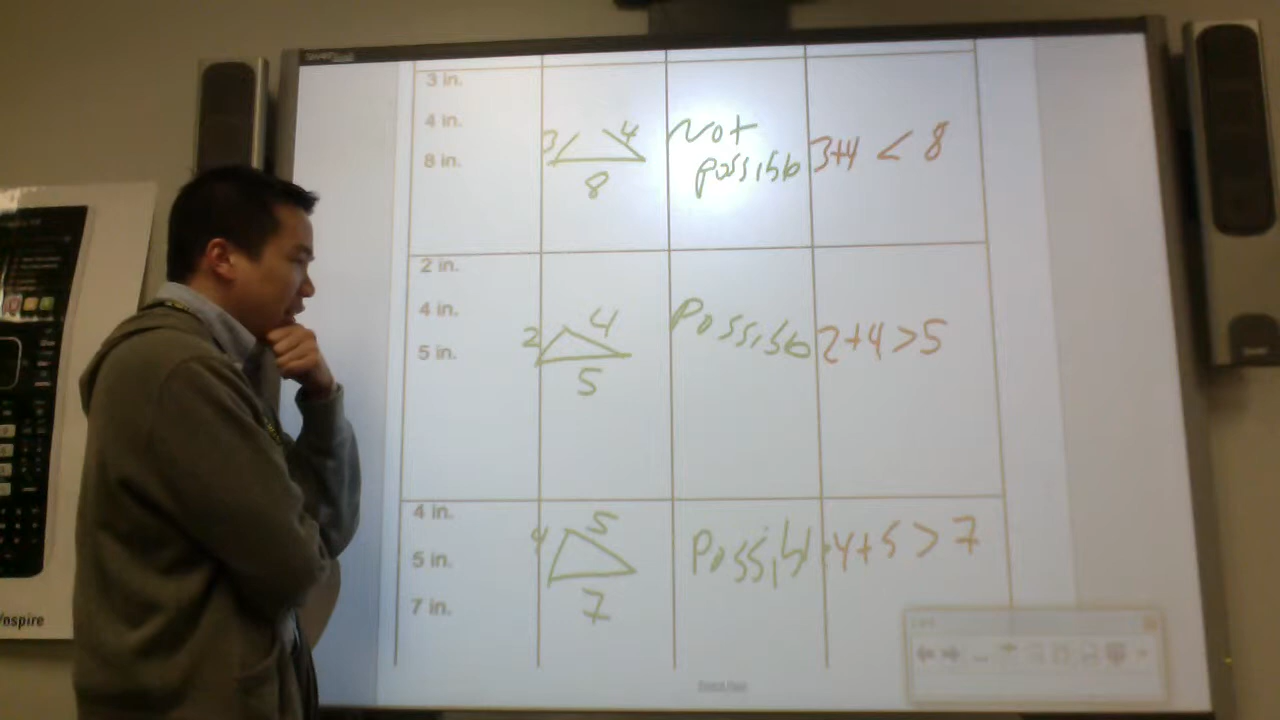 3 in.
4 in.
8 in.
3 4
8
Not
possible
3+4 < 8
2 in.
4 in.
5 in.
2 4
5
Possible
2+4 > 5
4 in.
5 in.
7 in.
4 5
7
Possible
4+5 > 7
nspire